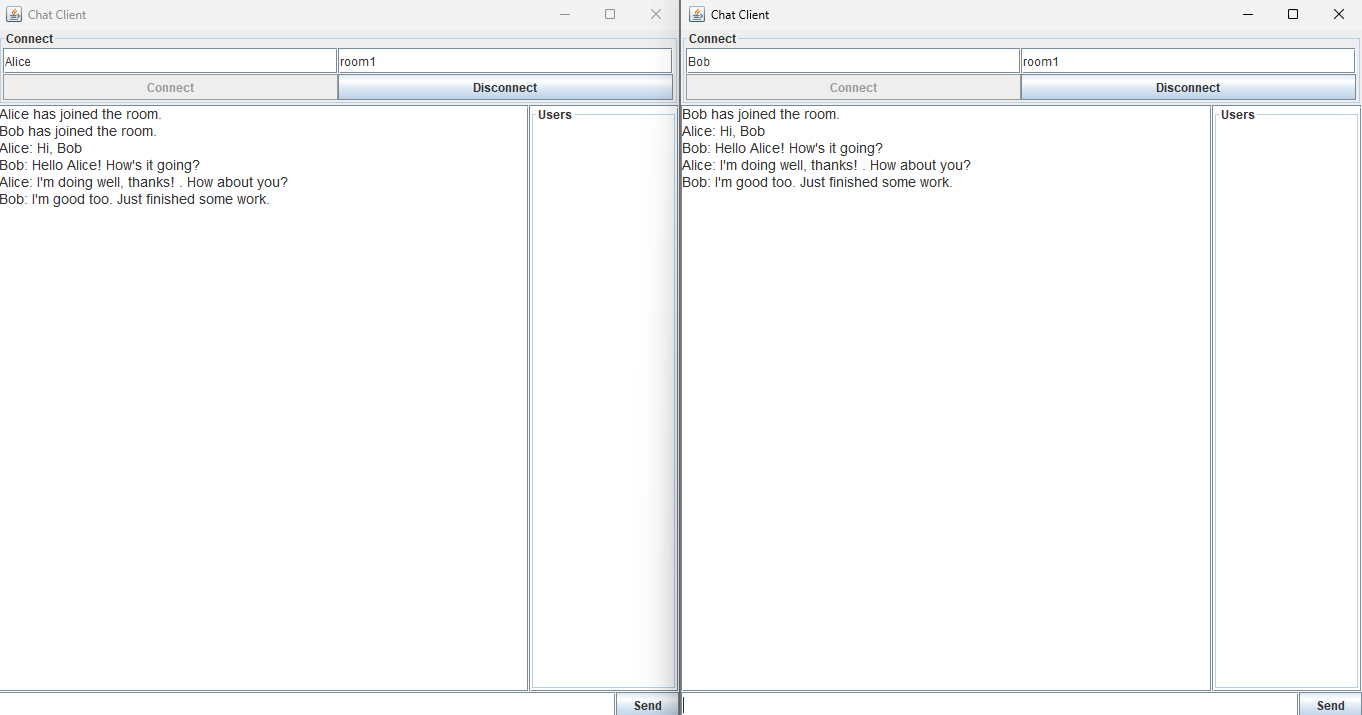 Chat Client
Connect
Alice
room1
Connect
Disconnect
Alice has joined the room.
Bob has joined the room.
Alice: Hi, Bob
Bob: Hello Alice! How's it going?
Alice: I'm doing well, thanks! . How about you?
Bob: I'm good too. Just finished some work.
Users
Send
Chat Client
Connect
Bob
room1
Connect
Disconnect
Bob has joined the room.
Alice: Hi, Bob
Bob: Hello Alice! How's it going?
Alice: I'm doing well, thanks! . How about you?
Bob: I'm good too. Just finished some work.
Users
Send